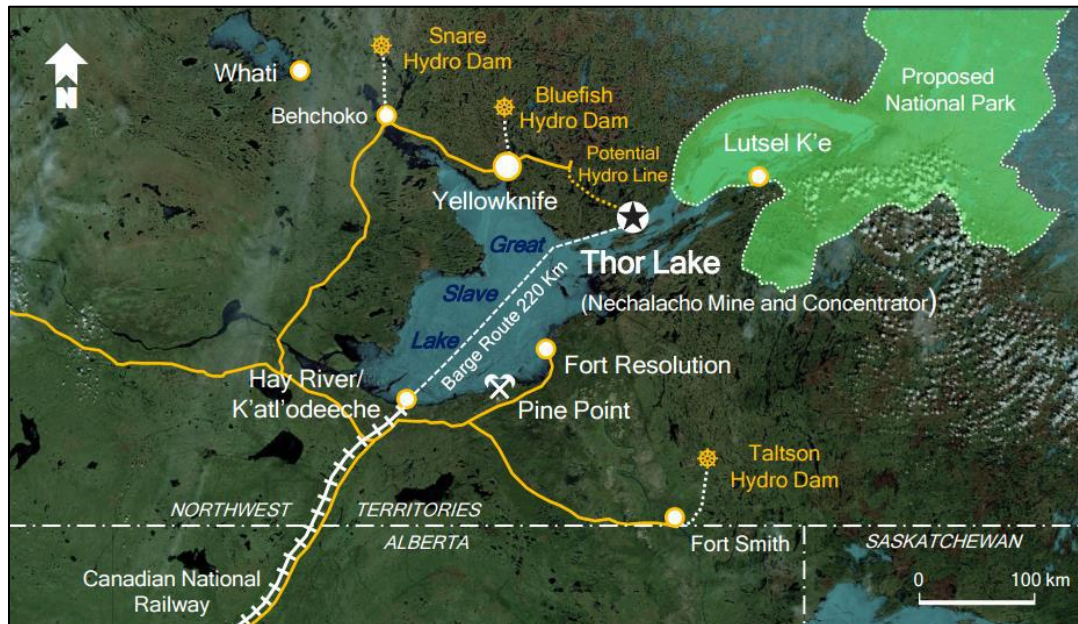 Snare
Hydro Dam
Whati
Bluefish
Hydro Dam
Proposed
National Park
Behchoko
Potential
Hydro Line
Lutsel K'e
Yellowknife
Great
Slave
Lake
Thor Lake
(Nechalacho Mine and Concentrator)
Barge Route 220 Km
Fort Resolution
Hay River/
K'atl'odeeche
Pine Point
Taltson
Hydro Dam
NORTHWEST TERRITORIES
ALBERTA
Fort Smith
SASKATCHEWAN
Canadian National
Railway
0 100 km
N